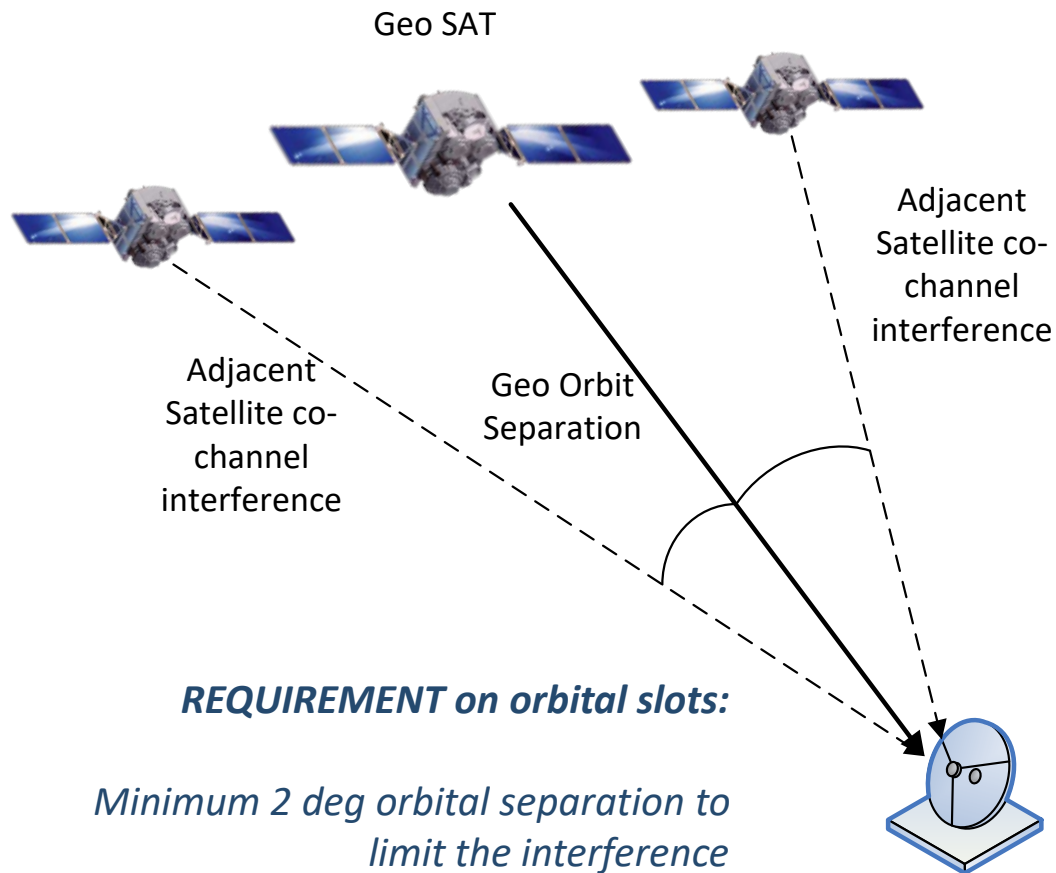 Geo SAT
Adjacent
Satellite co-
channel
interference
Adjacent
Satellite co-
channel
interference
Geo Orbit
Separation
REQUIREMENT on orbital slots:
Minimum 2 deg orbital separation to
limit the interference